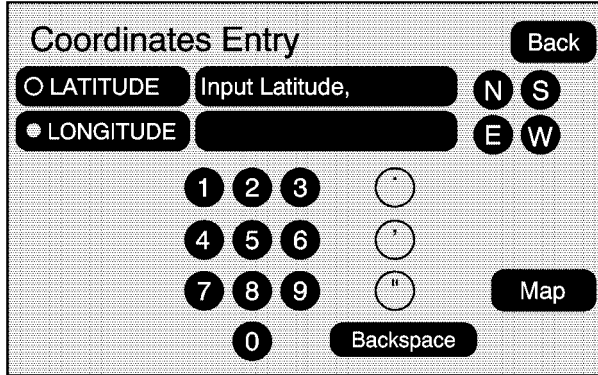 Coordinates Entry Back
LATITUDE Input Latitude, N S
LONGITUDE E W
1 2 3 ˙
4 5 6 '
7 8 9 " Map
0 Backspace